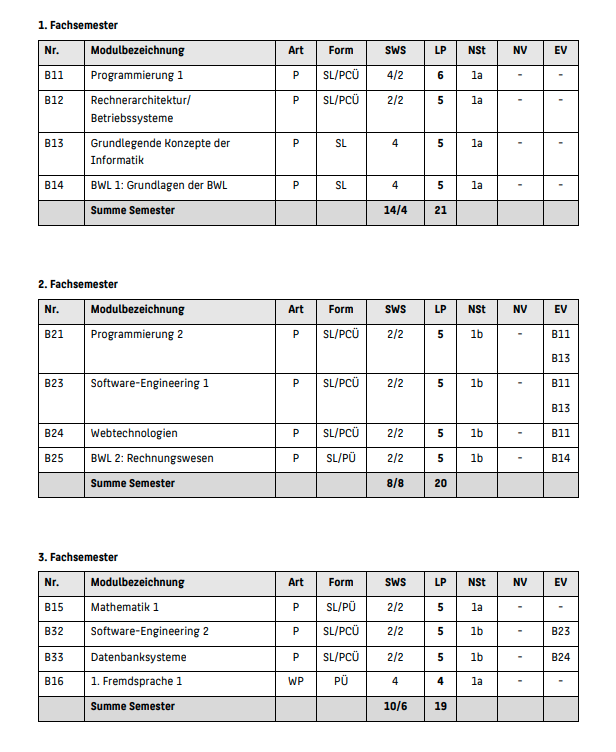 1. Fachsemester
Nr. Modulbezeichnung Art Form SWS LP NSt NV EV
B11 Programmierung 1 P SL/PCÜ 4/2 6 1a - -
B12 Rechnerarchitektur/ P SL/PCÜ 2/2 5 1a - -
Betriebssysteme
B13 Grundlegende Konzepte der P SL 4 5 1a - -
Informatik
B14 BWL 1: Grundlagen der BWL P SL 4 5 1a - -
Summe Semester 14/4 21
2. Fachsemester
Nr. Modulbezeichnung Art Form SWS LP NSt NV EV
B21 Programmierung 2 P SL/PCÜ 2/2 5 1b - B11
B13
B23 Software-Engineering 1 P SL/PCÜ 2/2 5 1b - B11
B13
B24 Webtechnologien P SL/PCÜ 2/2 5 1b - B11
B25 BWL 2: Rechnungswesen P SL/PÜ 2/2 5 1b - B14
Summe Semester 8/8 20
3. Fachsemester
Nr. Modulbezeichnung Art Form SWS LP NSt NV EV
B15 Mathematik 1 P SL/PÜ 2/2 5 1a - -
B32 Software-Engineering 2 P SL/PCÜ 2/2 5 1b - B23
B33 Datenbanksysteme P SL/PCÜ 2/2 5 1b - B24
B16 1. Fremdsprache 1 WP PÜ 4 4 1a - -
Summe Semester 10/6 19